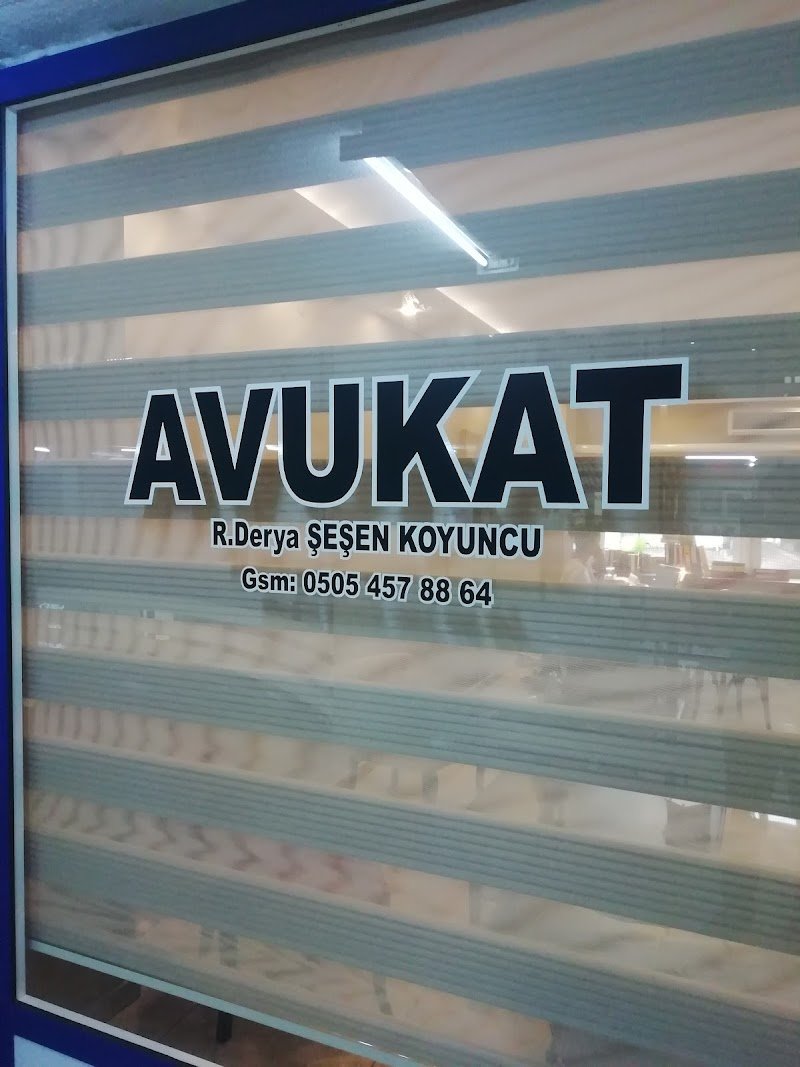 AVUKAT
R.Derya ŞEŞEN KOYUNCU
Gsm: 0505 457 88 64